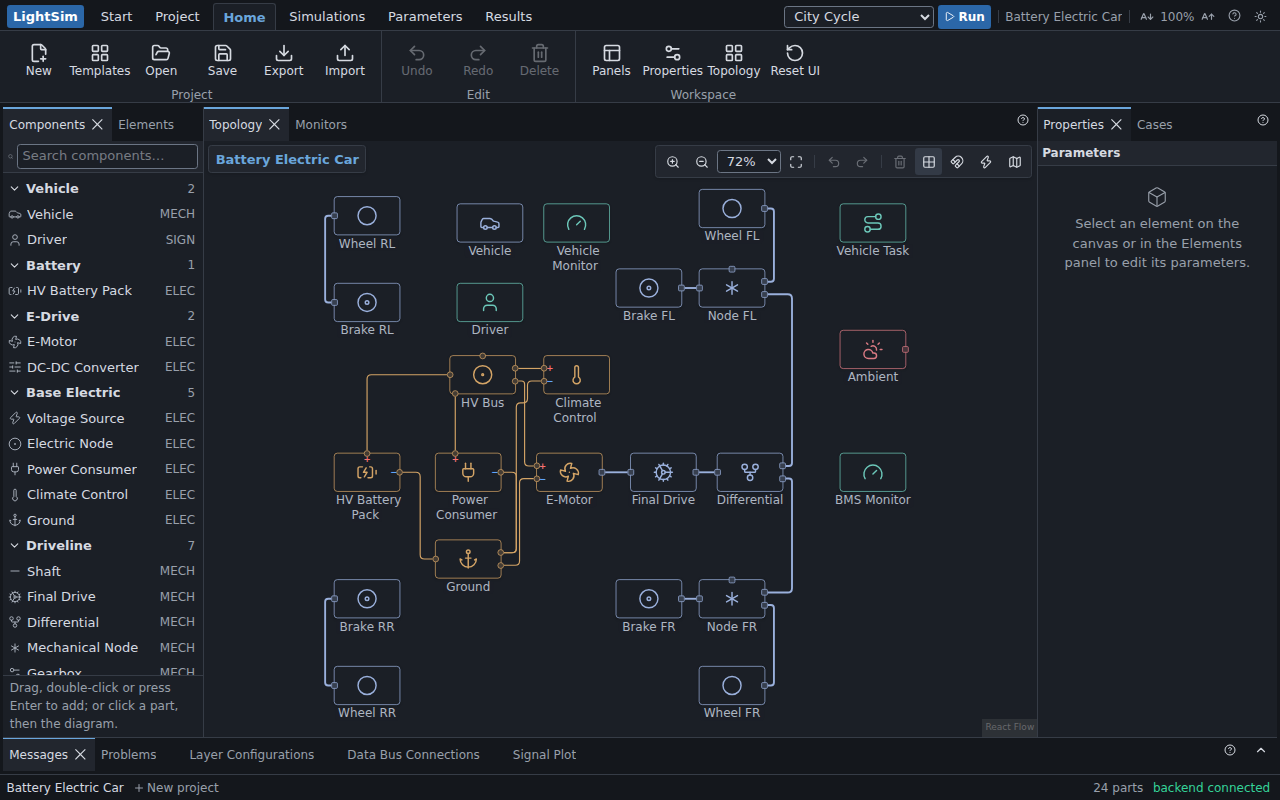 LightSim Start Project Home Simulations Parameters Results City Cycle Run Battery Electric Car A 100% A
New Templates Open Save Export Import Undo Redo Delete Panels Properties Topology Reset UI
Project Edit Workspace
Components Elements Topology Monitors Properties Cases
Search components…
Battery Electric Car 72%
Parameters
Vehicle 2
Vehicle MECH
Driver SIGN
Battery 1
HV Battery Pack ELEC
E-Drive 2
E-Motor ELEC
DC-DC Converter ELEC
Base Electric 5
Voltage Source ELEC
Electric Node ELEC
Power Consumer ELEC
Climate Control ELEC
Ground ELEC
Driveline 7
Shaft MECH
Final Drive MECH
Differential MECH
Mechanical Node MECH
Gearbox MECH
Drag, double-click or press
Enter to add; or click a part,
then the diagram.
Wheel RL
Vehicle
Vehicle
Monitor
Wheel FL
Vehicle Task
Brake RL
Driver
Brake FL
Node FL
Ambient
HV Bus
Climate
Control
HV Battery
Pack
Power
Consumer
E-Motor
Final Drive
Differential
BMS Monitor
Ground
Brake RR
Brake FR
Node FR
Wheel RR
Wheel FR
React Flow
Select an element on the
canvas or in the Elements
panel to edit its parameters.
Messages Problems Layer Configurations Data Bus Connections Signal Plot
Battery Electric Car + New project 24 parts backend connected